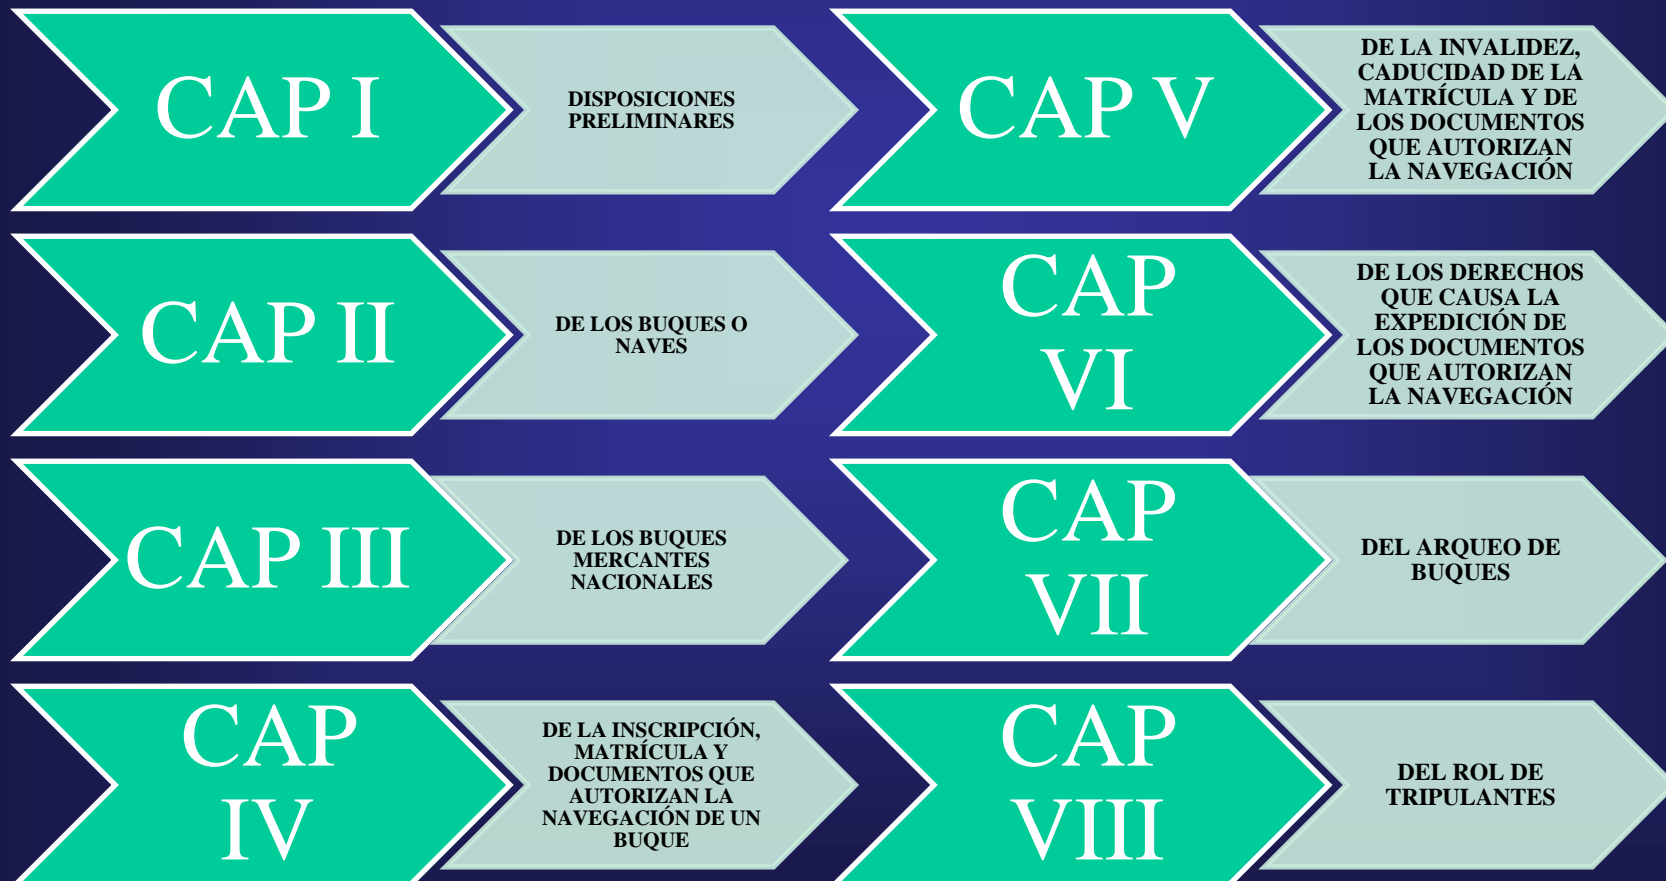 CAP I
DISPOSICIONES
PRELIMINARES
CAP II
DE LOS BUQUES O
NAVES
CAP III
DE LOS BUQUES
MERCANTES
NACIONALES
CAP
IV
DE LA INSCRIPCIÓN,
MATRÍCULA Y
DOCUMENTOS QUE
AUTORIZAN LA
NAVEGACIÓN DE UN
BUQUE
CAP V
DE LA INVALIDEZ,
CADUCIDAD DE LA
MATRÍCULA Y DE
LOS DOCUMENTOS
QUE AUTORIZAN
LA NAVEGACIÓN
CAP
VI
DE LOS DERECHOS
QUE CAUSA LA
EXPEDICIÓN DE
LOS DOCUMENTOS
QUE AUTORIZAN
LA NAVEGACIÓN
CAP
VII
DEL ARQUEO DE
BUQUES
CAP
VIII
DEL ROL DE
TRIPULANTES